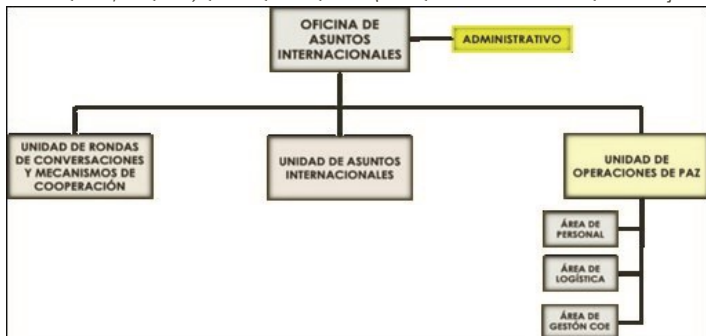 OFICINA DE
ASUNTOS
INTERNACIONALES
ADMINISTRATIVO
UNIDAD DE RONDAS
DE CONVERSACIONES
Y MECANISMOS DE
COOPERACIÓN
UNIDAD DE ASUNTOS
INTERNACIONALES
UNIDAD DE
OPERACIONES DE PAZ
ÁREA DE
PERSONAL
ÁREA DE
LOGÍSTICA
ÁREA DE
GESTIÓN COE